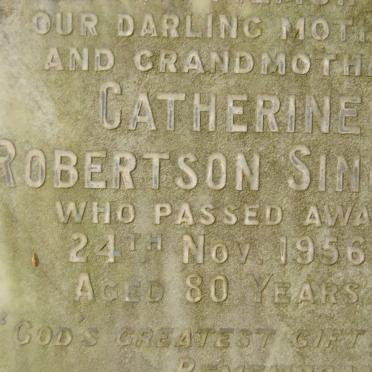 OUR DARLING MOT
AND GRANDMOTH
CATHERINE
ROBERTSON SIN
WHO PASSED AWA
24TH NOV. 1956
AGED 80 YEARS
"GOD'S GREATEST GIFT